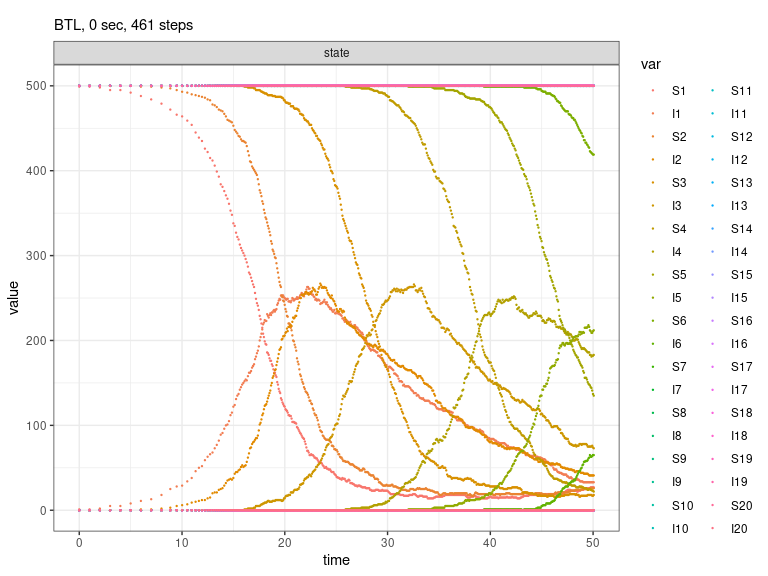 BTL, 0 sec, 461 steps
state
value
500
400
300
200
100
0
0 10 20 30 40 50
time
var
S1 S11
I1 I11
S2 S12
I2 I12
S3 S13
I3 I13
S4 S14
I4 I14
S5 S15
I5 I15
S6 S16
I6 I16
S7 S17
I7 I17
S8 S18
I8 I18
S9 S19
I9 I19
S10 S20
I10 I20